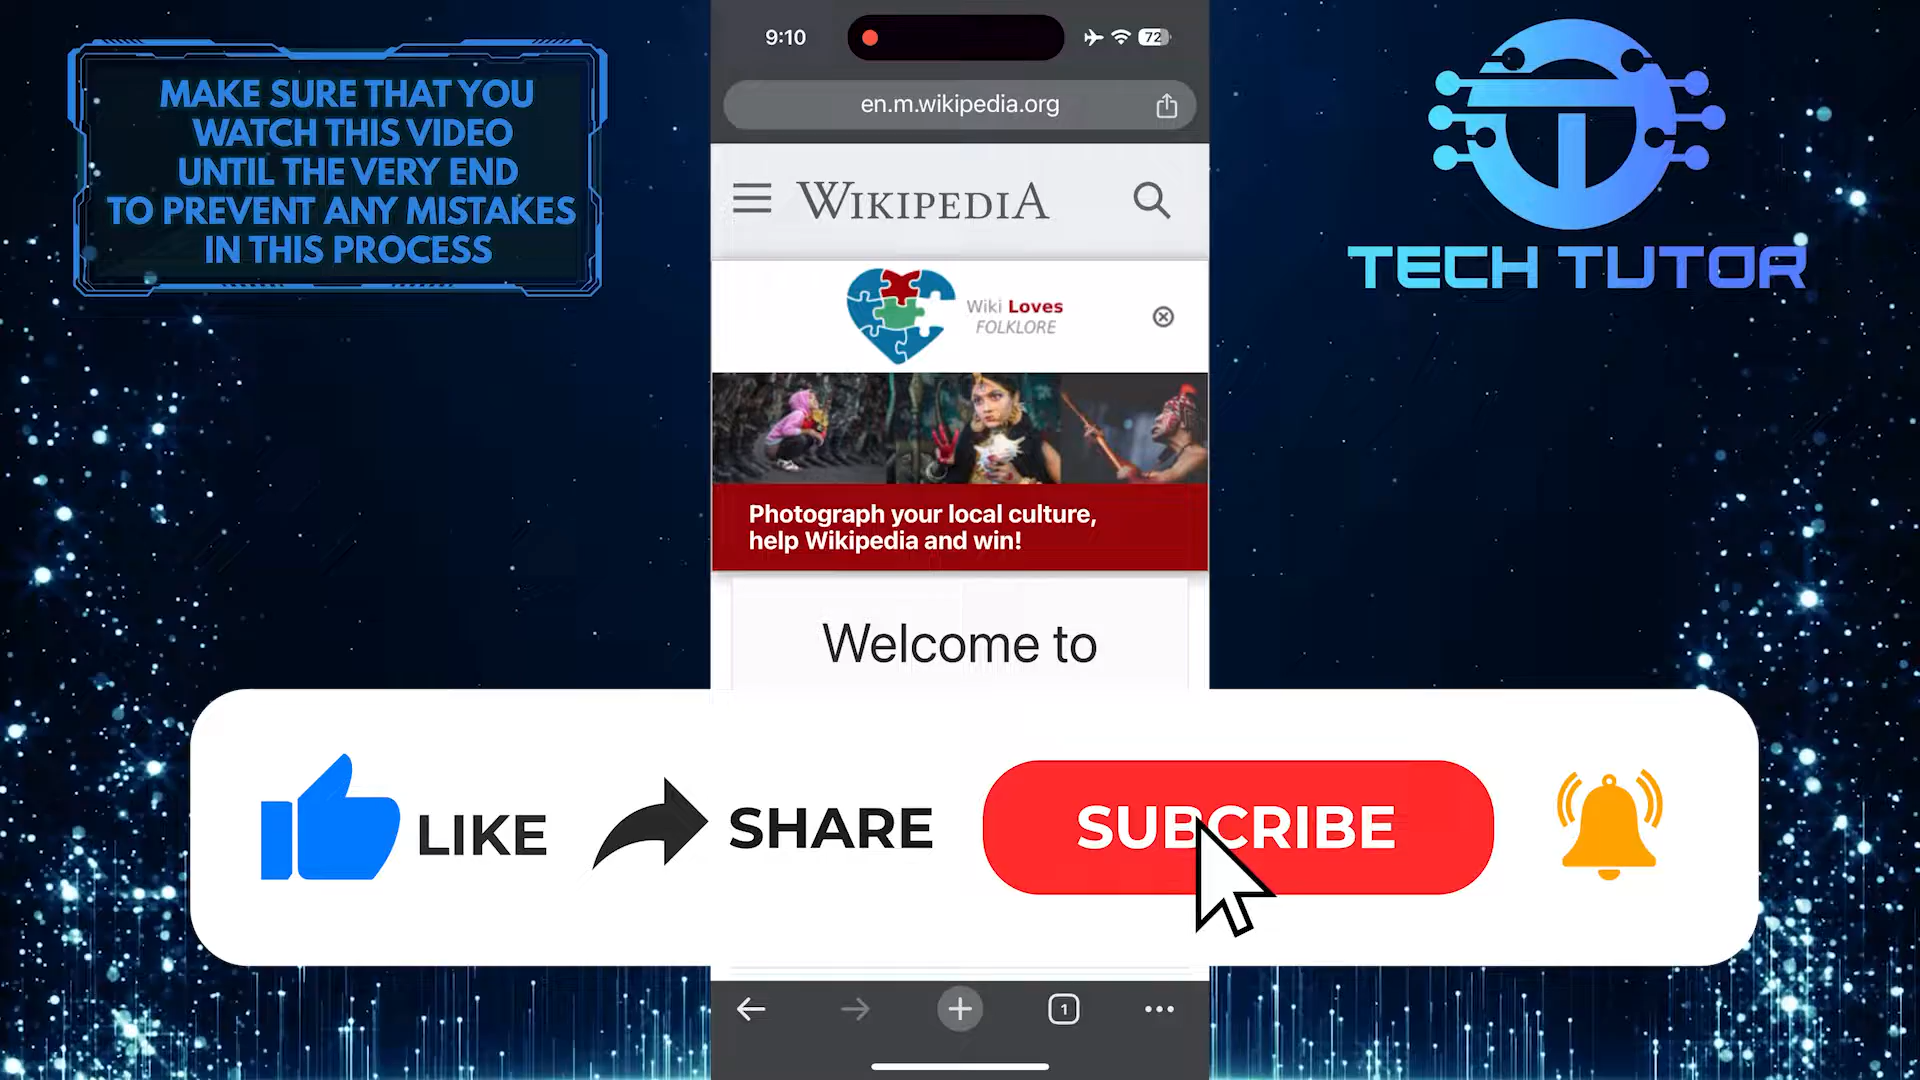 MAKE SURE THAT YOU
WATCH THIS VIDEO
UNTIL THE VERY END
TO PREVENT ANY MISTAKES
IN THIS PROCESS
9:10
72
en.m.wikipedia.org
TECH TUTOR
WIKIPEDIA
Wiki Loves
FOLKLORE
Photograph your local culture,
help Wikipedia and win!
Welcome to
LIKE
SHARE
SUBCRIBE
1